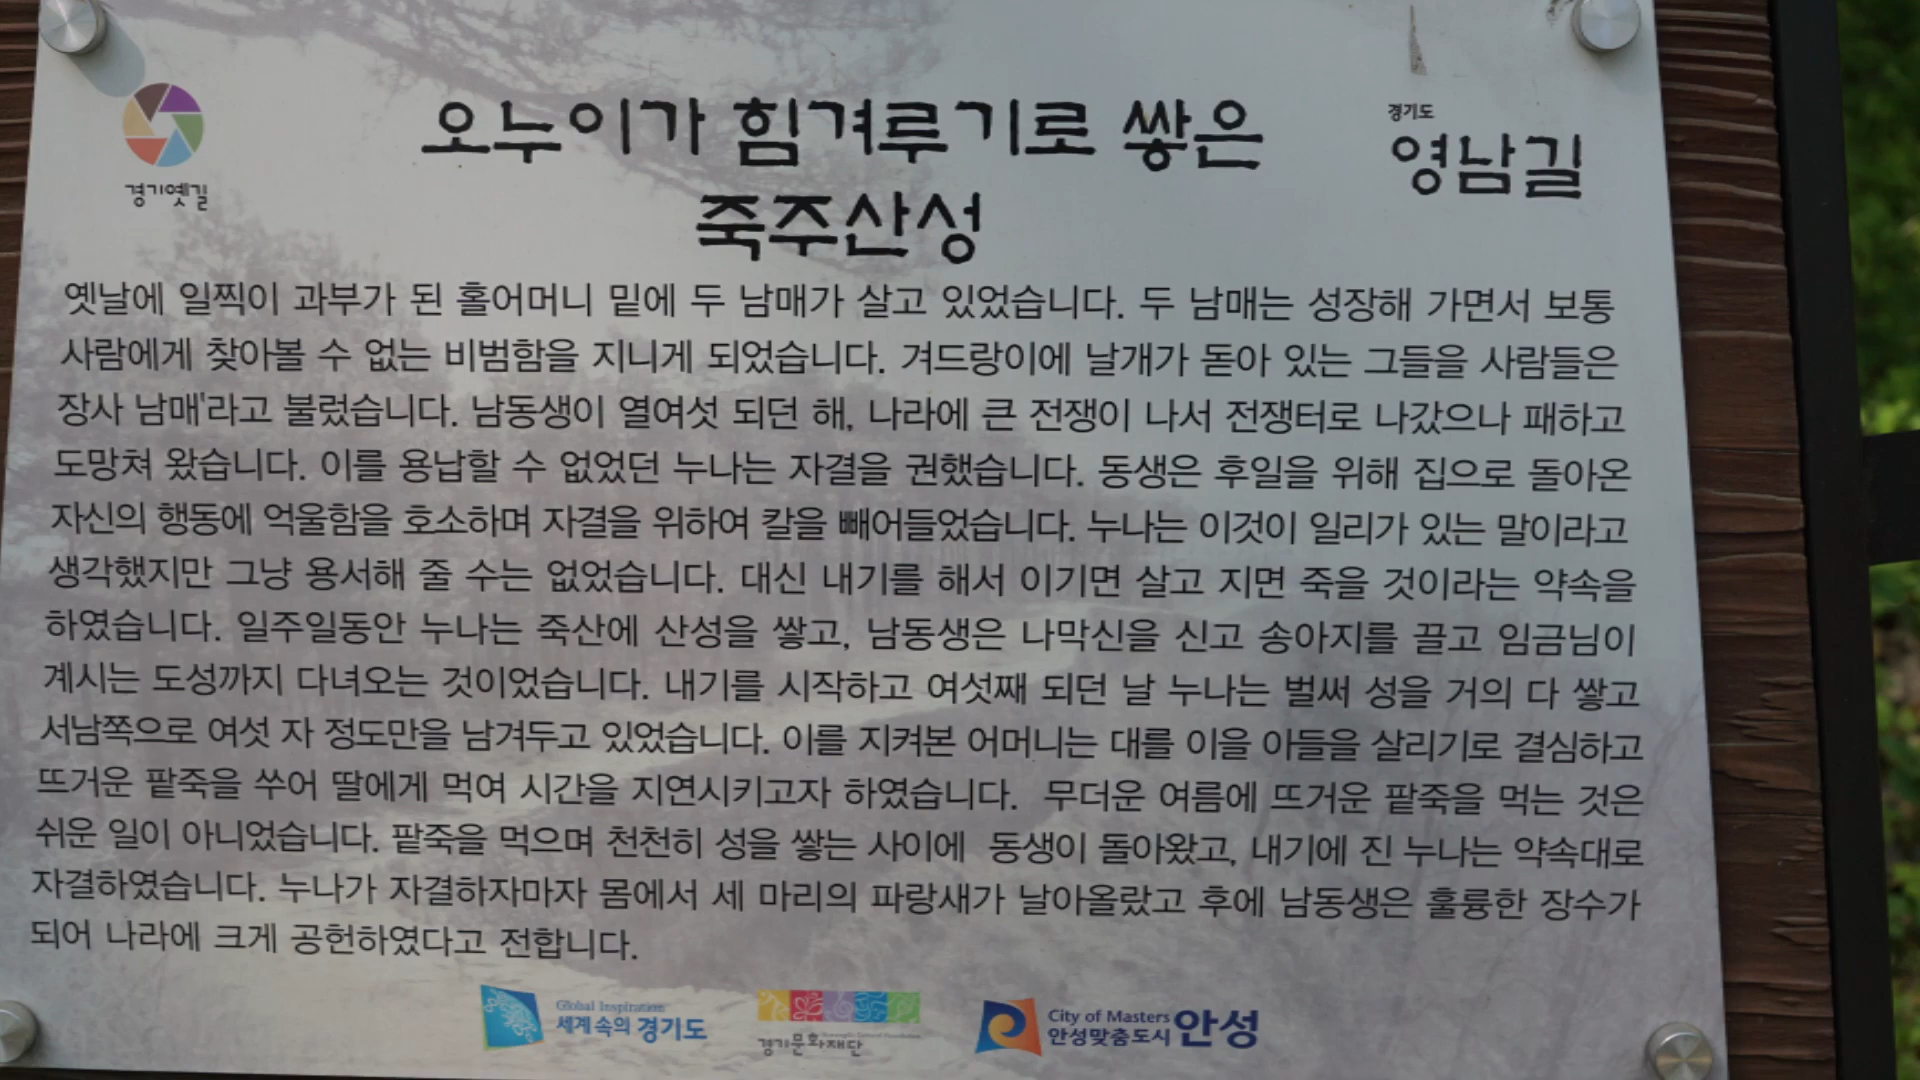 경기옛길
오누이가 힘겨루기로 쌓은
죽주산성
경기도
영남길
옛날에 일찍이 과부가 된 홀어머니 밑에 두 남매가 살고 있었습니다. 두 남매는 성장해 가면서 보통
사람에게 찾아볼 수 없는 비범함을 지니게 되었습니다. 겨드랑이에 날개가 돋아 있는 그들을 사람들은
장사 남매'라고 불렀습니다. 남동생이 열여섯 되던 해, 나라에 큰 전쟁이 나서 전쟁터로 나갔으나 패하고
도망쳐 왔습니다. 이를 용납할 수 없었던 누나는 자결을 권했습니다. 동생은 후일을 위해 집으로 돌아온
자신의 행동에 억울함을 호소하며 자결을 위하여 칼을 빼어들었습니다. 누나는 이것이 일리가 있는 말이라고
생각했지만 그냥 용서해 줄 수는 없었습니다. 대신 내기를 해서 이기면 살고 지면 죽을 것이라는 약속을
하였습니다. 일주일동안 누나는 죽산에 산성을 쌓고, 남동생은 나막신을 신고 송아지를 끌고 임금님이
계시는 도성까지 다녀오는 것이었습니다. 내기를 시작하고 여섯째 되던 날 누나는 벌써 성을 거의 다 쌓고
서남쪽으로 여섯 자 정도만을 남겨두고 있었습니다. 이를 지켜본 어머니는 대를 이을 아들을 살리기로 결심하고
뜨거운 팥죽을 쑤어 딸에게 먹여 시간을 지연시키고자 하였습니다. 무더운 여름에 뜨거운 팥죽을 먹는 것은
쉬운 일이 아니었습니다. 팥죽을 먹으며 천천히 성을 쌓는 사이에 동생이 돌아왔고, 내기에 진 누나는 약속대로
자결하였습니다. 누나가 자결하자마자 몸에서 세 마리의 파랑새가 날아올랐고 후에 남동생은 훌륭한 장수가
되어 나라에 크게 공헌하였다고 전합니다.
Global Inspiration
세계 속의 경기도
경기문화재단
City of Masters
안성맞춤도시 안성